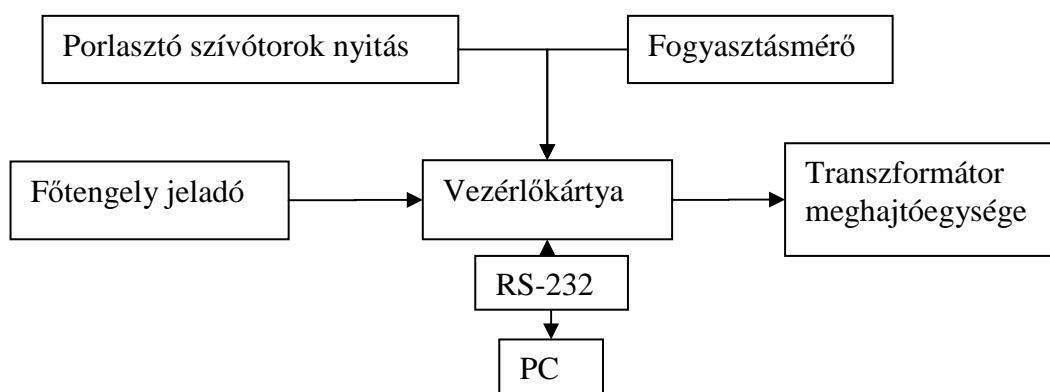 Porlasztó szívótorok nyitás
Fogyasztásmérő
Főtengely jeladó
Vezérlőkártya
Transzformátor
meghajtóegysége
RS-232
PC